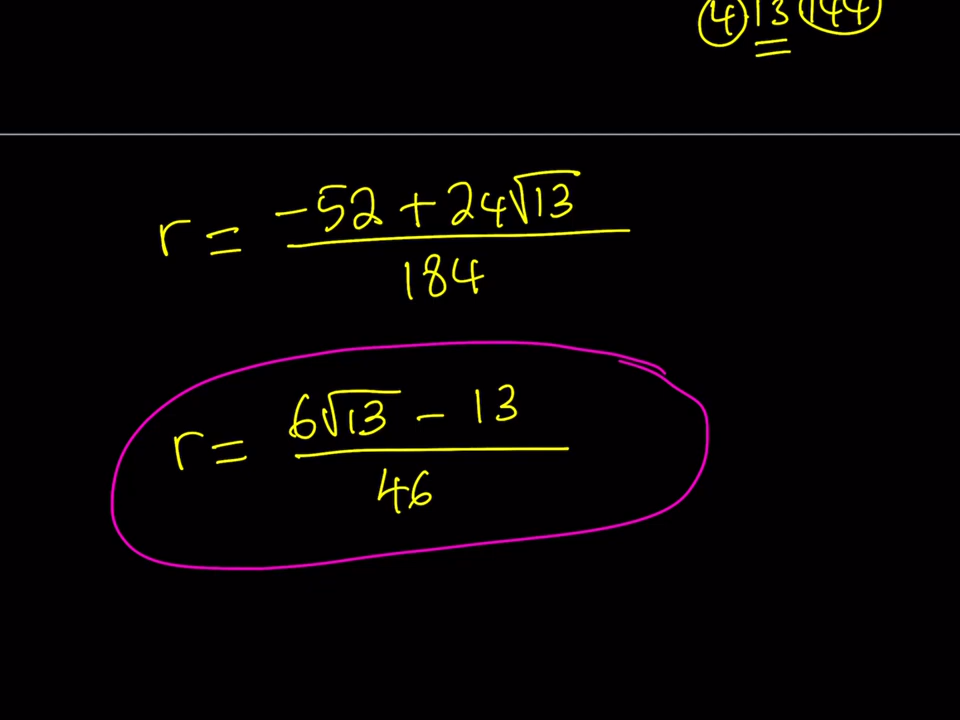 4 13 144
r = (-52 + 24√13) / 184
r = (6√13 - 13) / 46